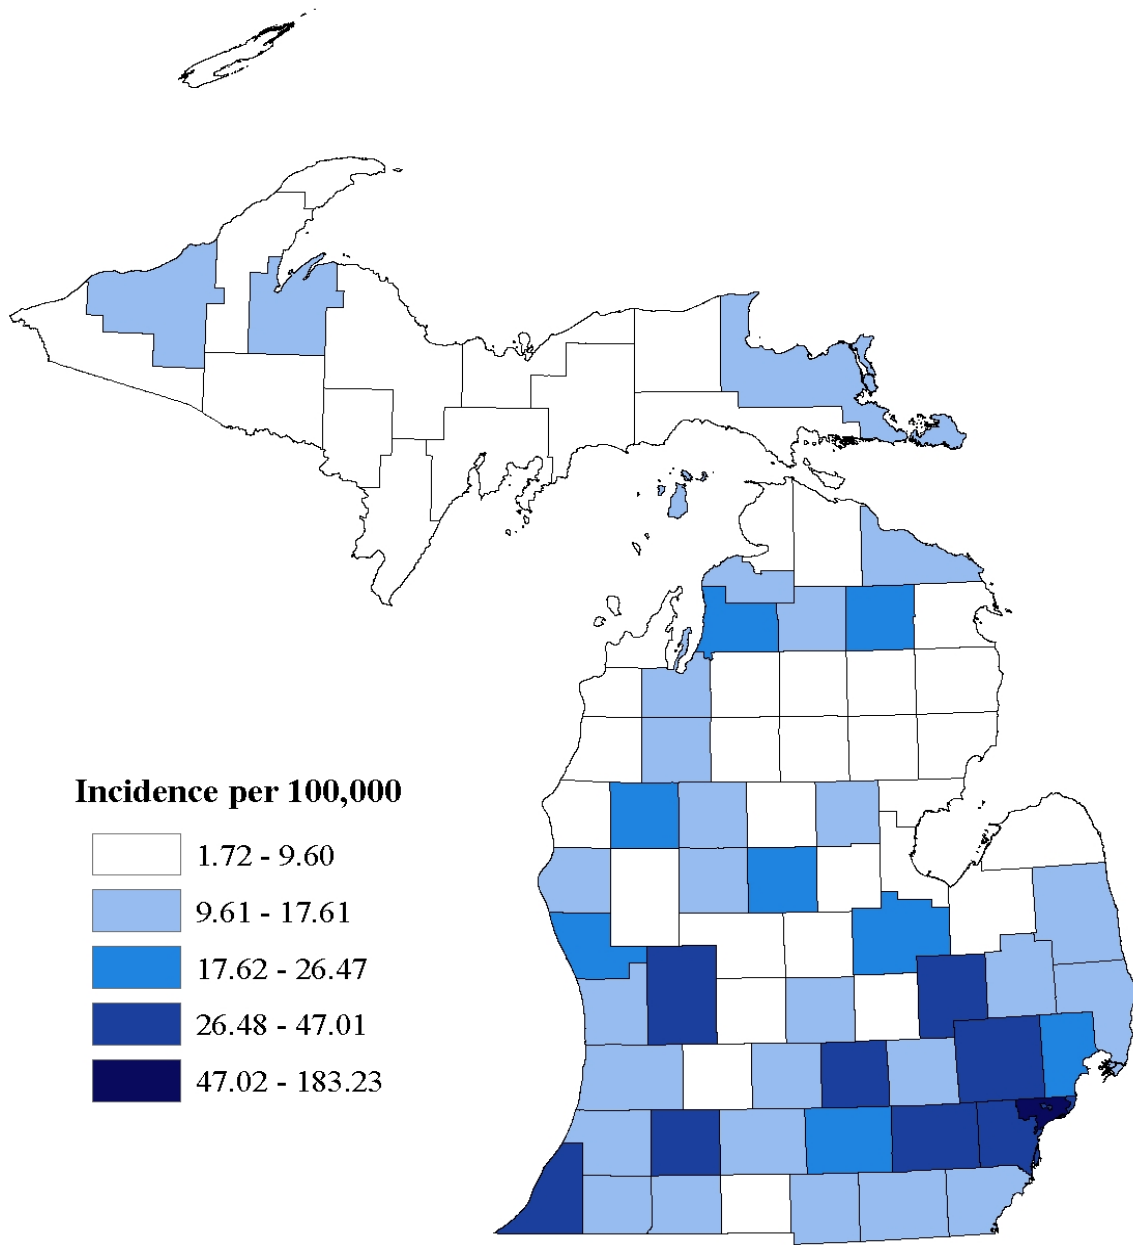 Incidence per 100,000
1.72 - 9.60
9.61 - 17.61
17.62 - 26.47
26.48 - 47.01
47.02 - 183.23